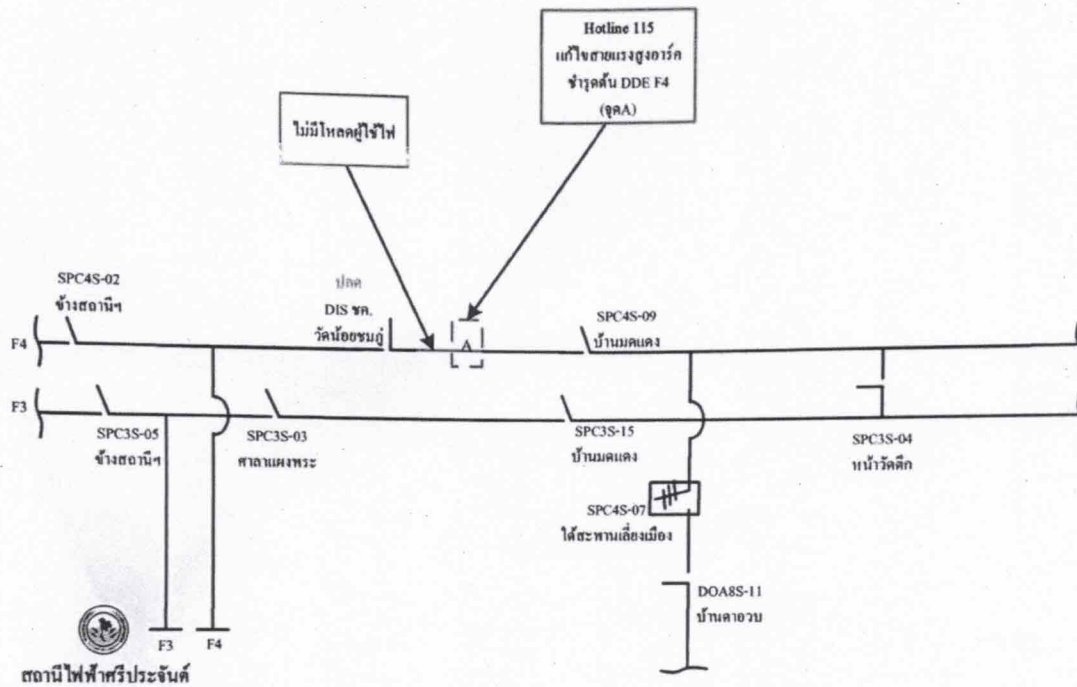 Hotline 115
แก้ไขสายแรงสูงอาร์ค
ชำรุดต้น DDE F4
(จุดA)
ไม่มีโหลดผู้ใช้ไฟ
SPC4S-02
ข้างสถานีฯ
ปลด
DIS ชค.
วัดน้อยชมภู่
SPC4S-09
บ้านมดแดง
A
F4
F3
SPC3S-05
ข้างสถานีฯ
SPC3S-03
ศาลาแผงพระ
SPC3S-15
บ้านมดแดง
SPC3S-04
หน้าวัดตึก
SPC4S-07
ใต้สะพานเลี่ยงเมือง
DOA8S-11
บ้านตาอวบ
F3
F4
สถานีไฟฟ้าศรีประจันต์